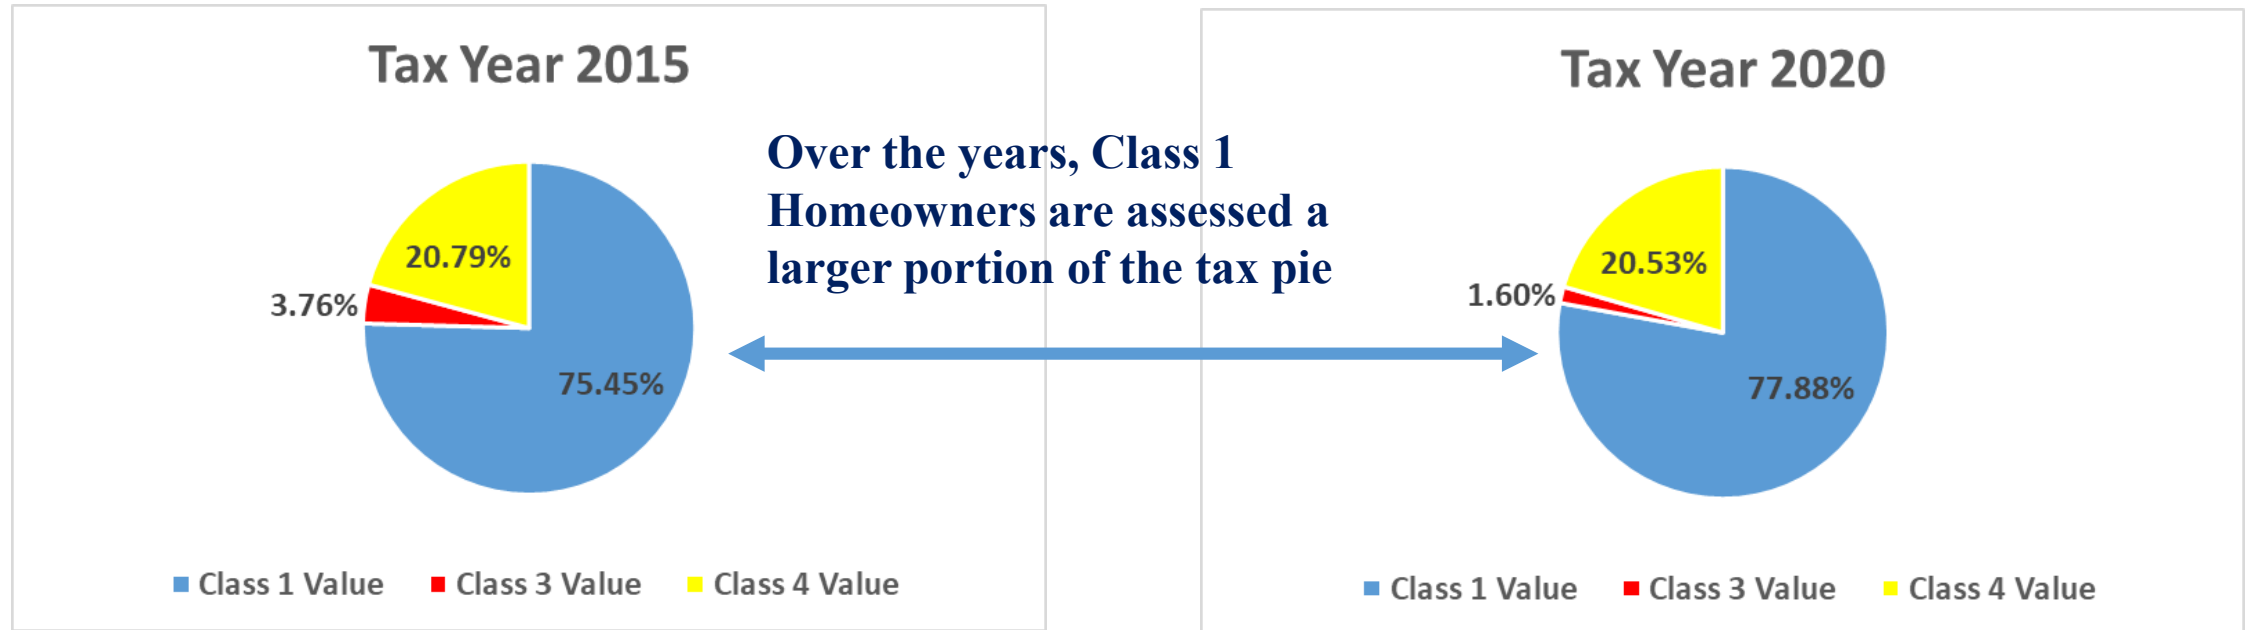 Tax Year 2015
20.79%
3.76%
75.45%
Class 1 Value Class 3 Value Class 4 Value
Over the years, Class 1
Homeowners are assessed a
larger portion of the tax pie
Tax Year 2020
20.53%
1.60%
77.88%
Class 1 Value Class 3 Value Class 4 Value